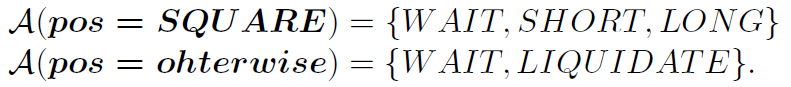 𝒜(pos = SQUARE) = {WAIT, SHORT, LONG}
𝒜(pos = ohterwise) = {WAIT, LIQUIDATE}.